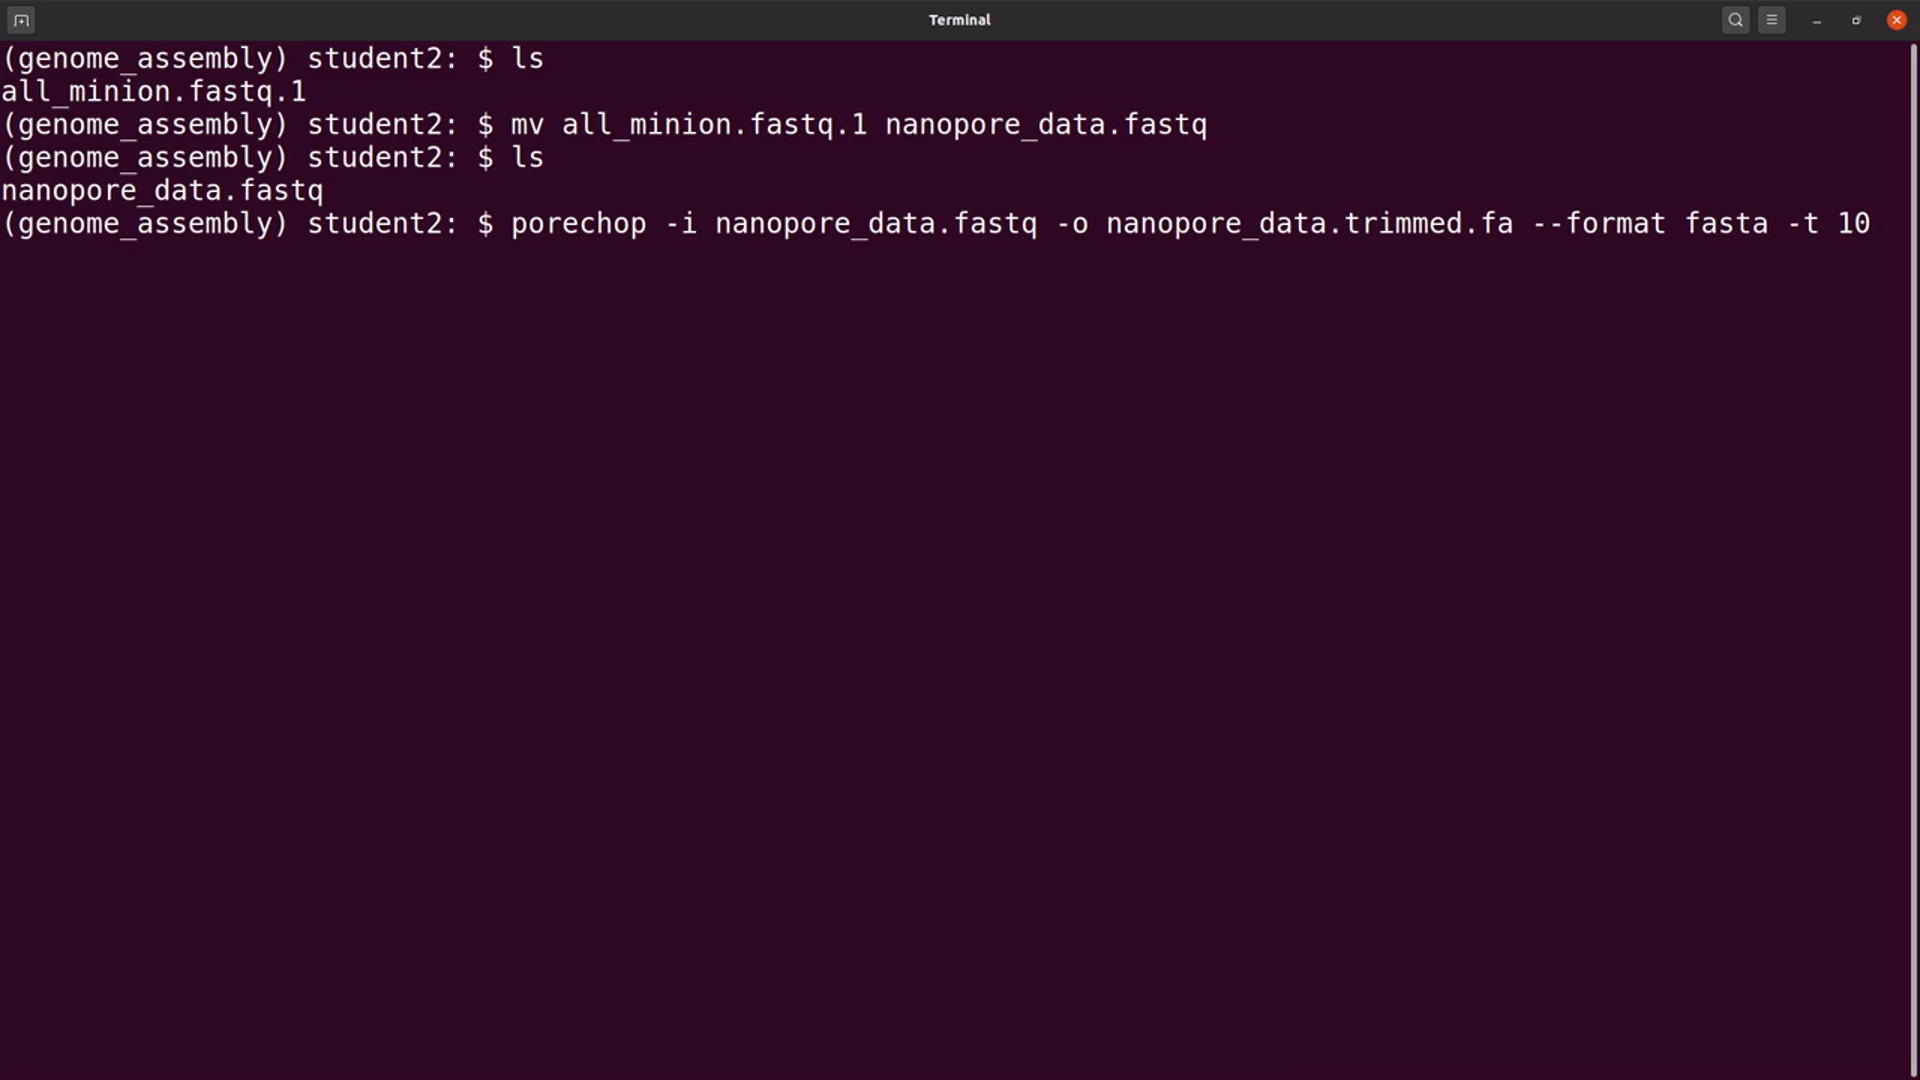 Terminal
(genome_assembly) student2: $ ls
all_minion.fastq.1
(genome_assembly) student2: $ mv all_minion.fastq.1 nanopore_data.fastq
(genome_assembly) student2: $ ls
nanopore_data.fastq
(genome_assembly) student2: $ porechop -i nanopore_data.fastq -o nanopore_data.trimmed.fa --format fasta -t 10